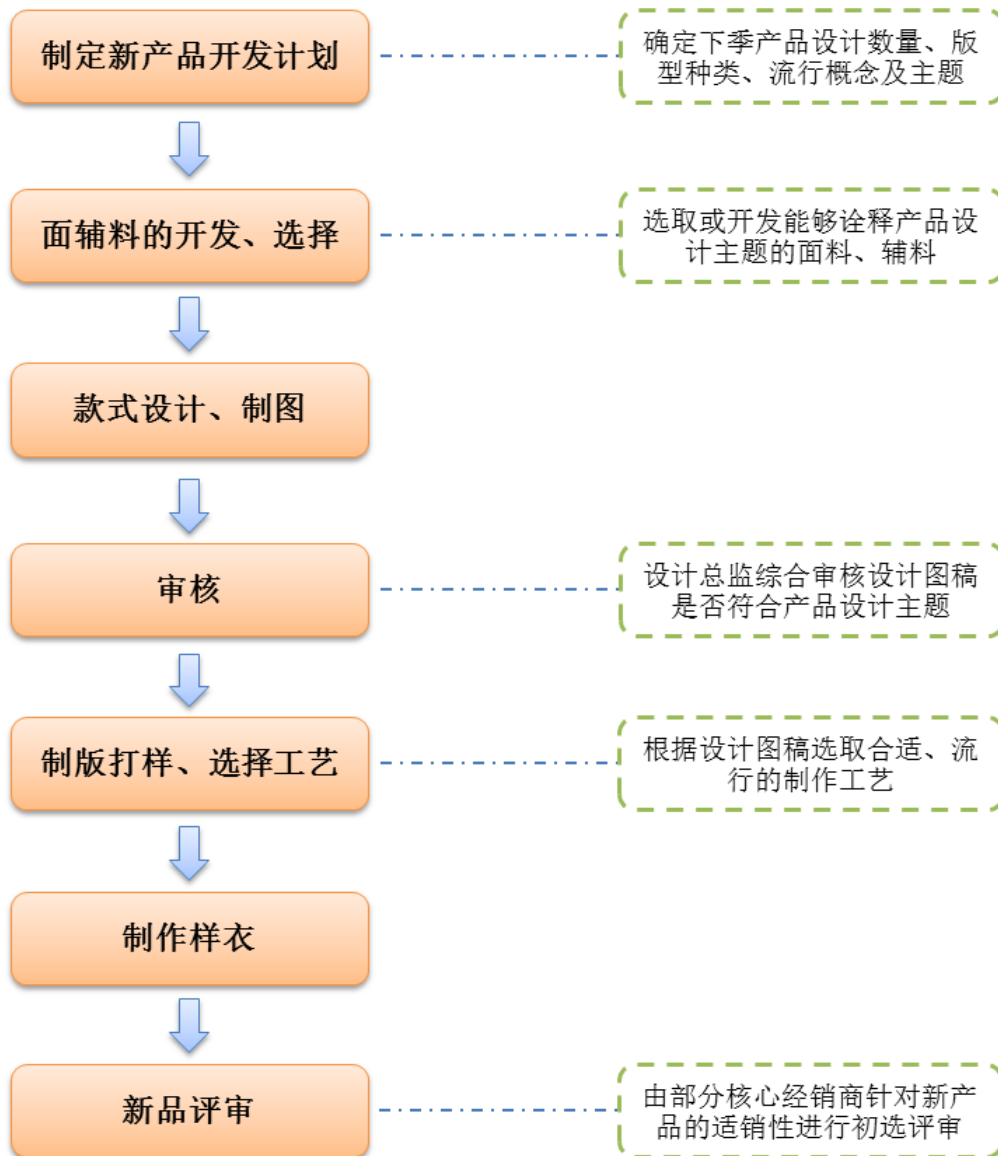 制定新产品开发计划
确定下季产品设计数量、版
型种类、流行概念及主题
面辅料的开发、选择
选取或开发能够诠释产品设
计主题的面料、辅料
款式设计、制图
审核
设计总监综合审核设计图稿
是否符合产品设计主题
制版打样、选择工艺
根据设计图稿选取合适、流
行的制作工艺
制作样衣
新品评审
由部分核心经销商针对新产
品的适销性进行初选评审